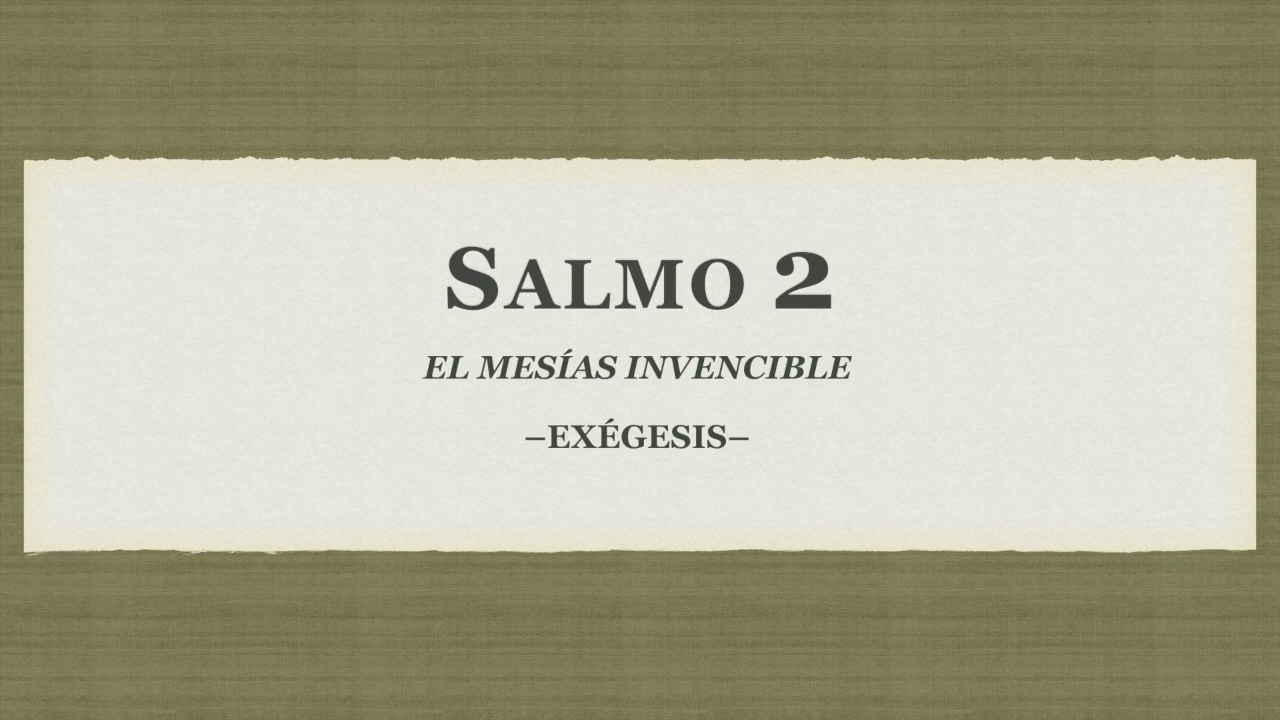 SALMO 2
EL MESÍAS INVENCIBLE
–EXÉGESIS–